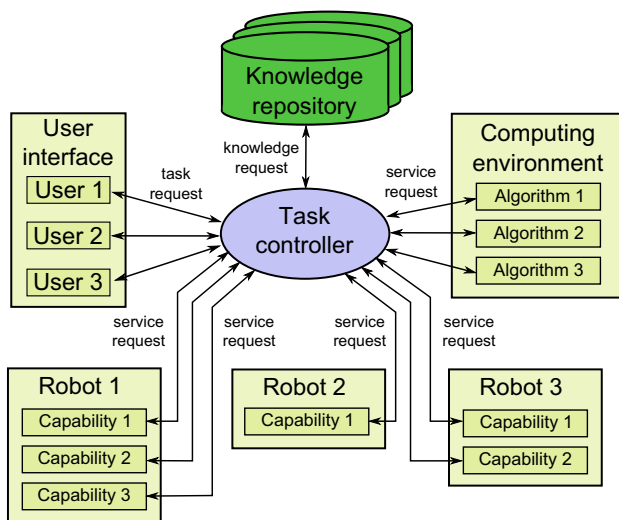 Knowledge
repository
User
interface
User 1
User 2
User 3
task
request
knowledge
request
service
request
Computing
environment
Algorithm 1
Algorithm 2
Algorithm 3
Task
controller
service
request
service
request
service
request
service
request
Robot 1
Capability 1
Capability 2
Capability 3
Robot 2
Capability 1
Robot 3
Capability 1
Capability 2